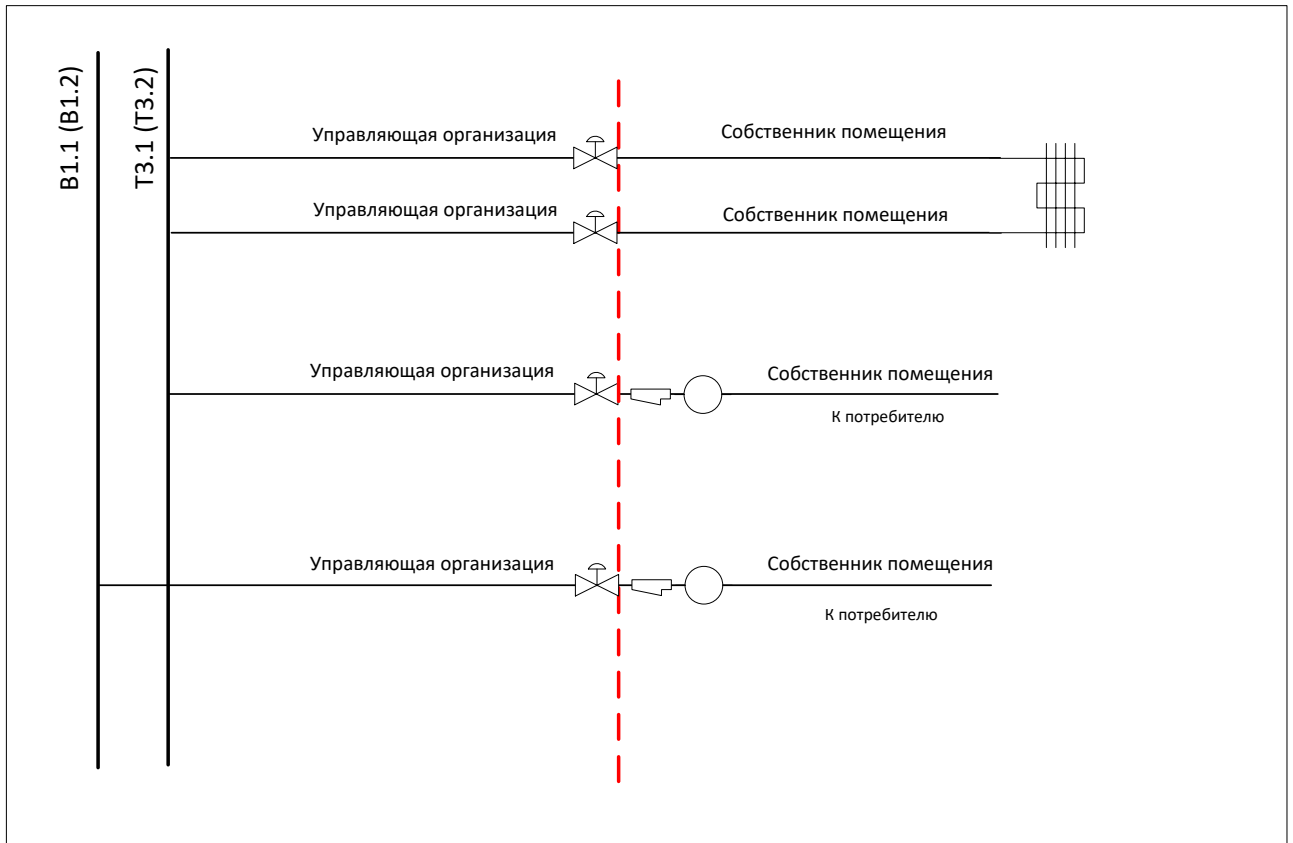 В1.1 (В1.2)
Т3.1 (Т3.2)
Управляющая организация
Собственник помещения
Управляющая организация
Собственник помещения
Управляющая организация
Собственник помещения
К потребителю
Управляющая организация
Собственник помещения
К потребителю